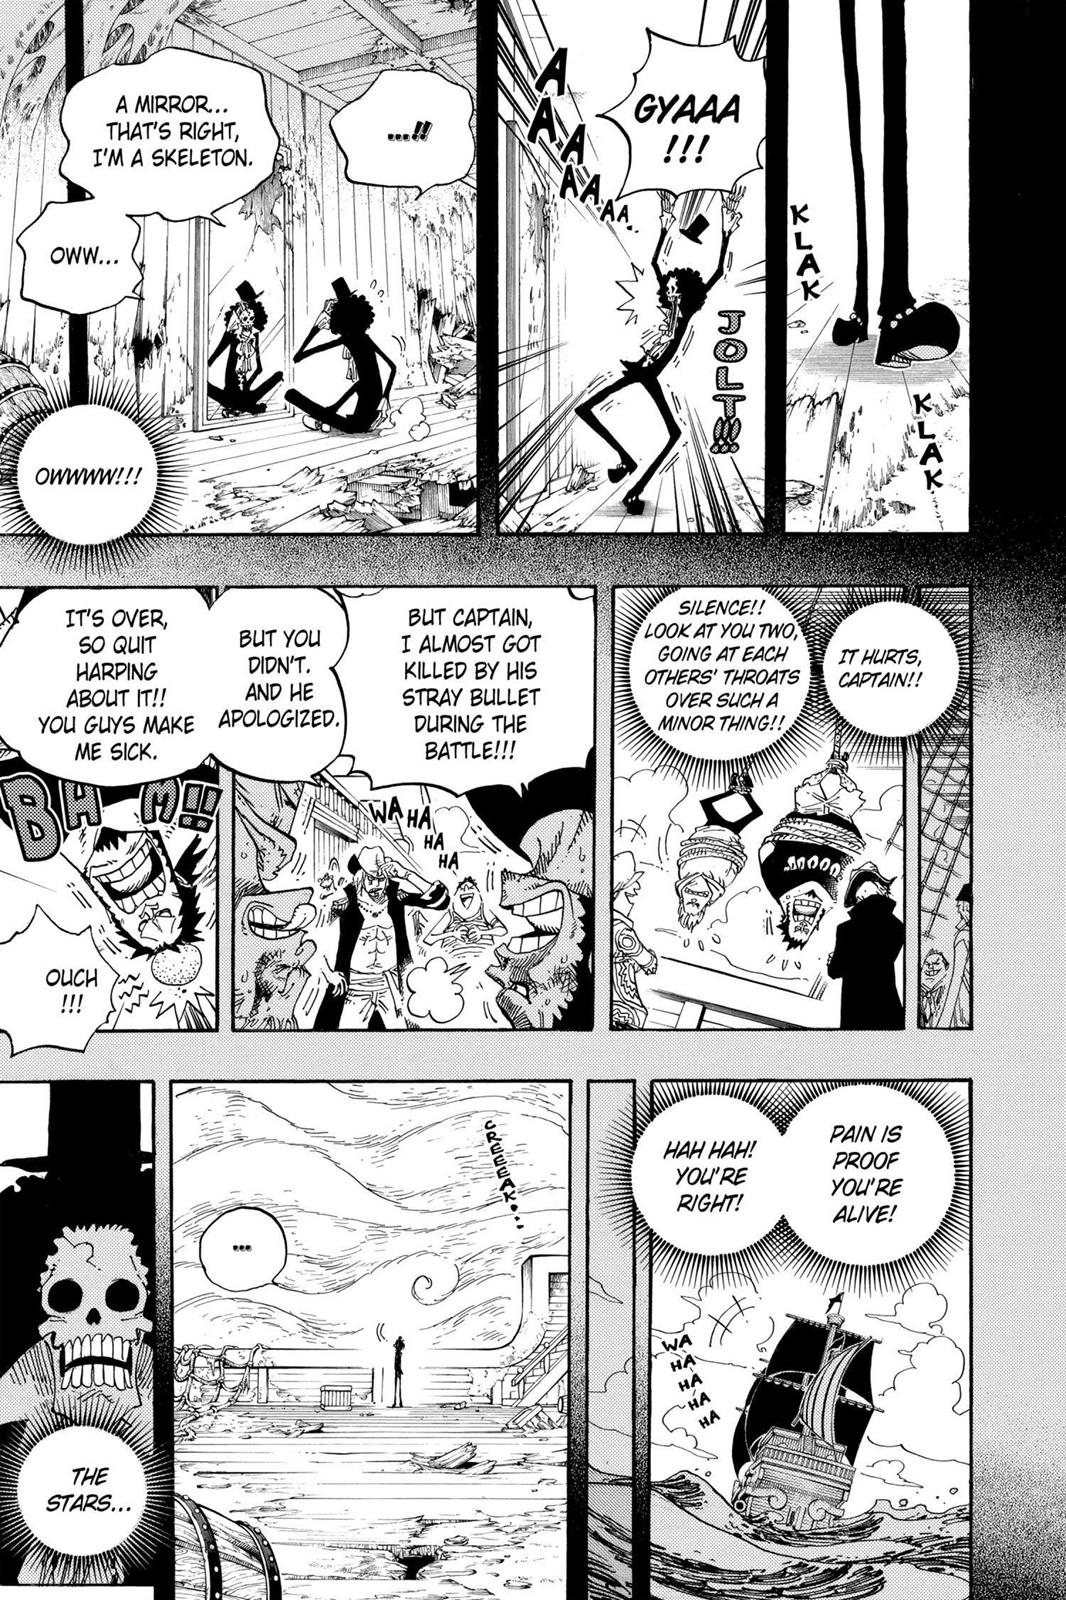 KLAK
KLAK
GYAAA
!!!
AAAAAAAA...
JOLT!!!
...!!
A MIRROR...
THAT'S RIGHT,
I'M A SKELETON.
OWW...
OWWWW!!!
IT HURTS,
CAPTAIN!!
SILENCE!!
LOOK AT YOU TWO,
GOING AT EACH
OTHERS' THROATS
OVER SUCH A
MINOR THING!!
BUT CAPTAIN,
I ALMOST GOT
KILLED BY HIS
STRAY BULLET
DURING THE
BATTLE!!!
BUT YOU
DIDN'T.
AND HE
APOLOGIZED.
WA HA
HA
HA
IT'S OVER,
SO QUIT
HARPING
ABOUT IT!!
YOU GUYS MAKE
ME SICK.
OUCH
!!!
PAIN IS
PROOF
YOU'RE
ALIVE!
HAH HAH!
YOU'RE
RIGHT!
WA
HA
HA
HA
HA
CREEEAK...
...
THE
STARS...